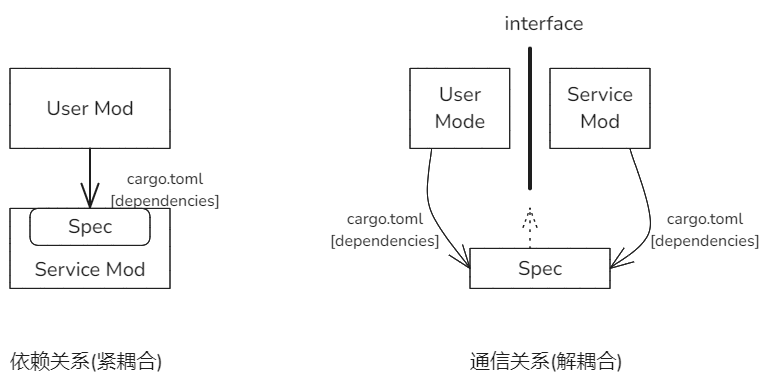 User Mod
cargo.toml
[dependencies]
Spec
Service Mod
依赖关系(紧耦合)
interface
User
Mode
Service
Mod
cargo.toml
[dependencies]
cargo.toml
[dependencies]
Spec
通信关系(解耦合)